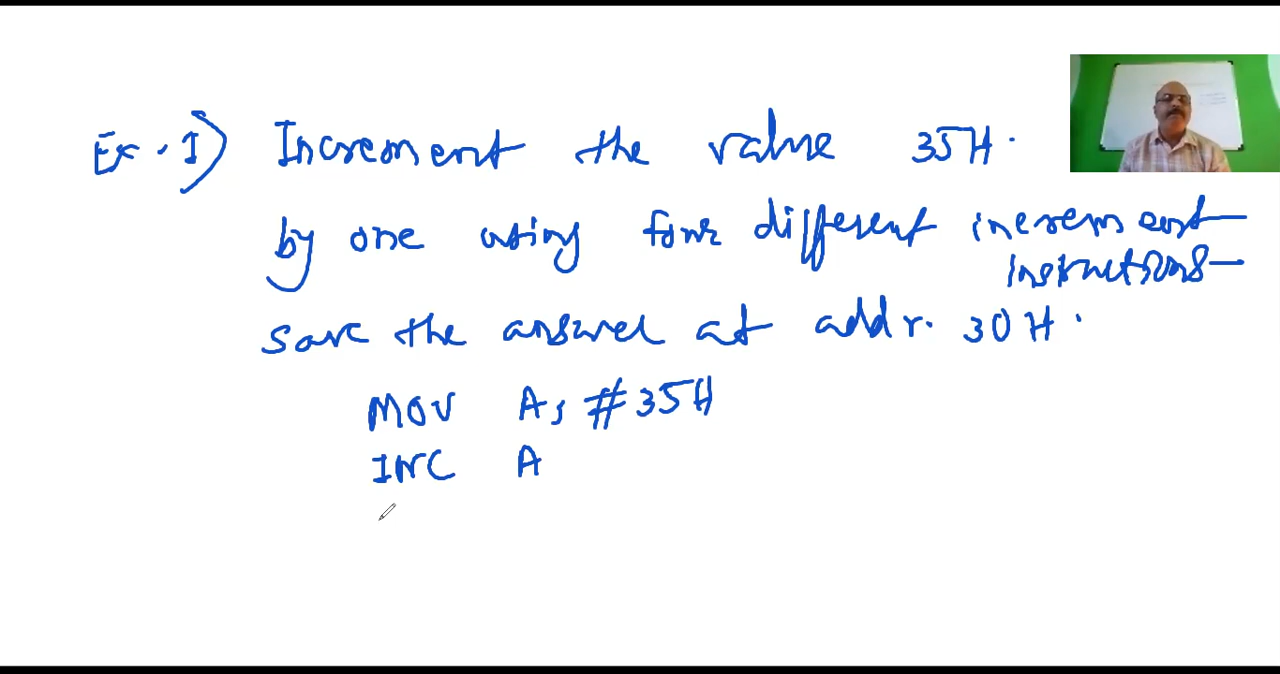 Ex. 1) Increment the value 35H.
by one using four different increment
instructions
save the answer at addr. 30H.
MOV A, #35H
INC A